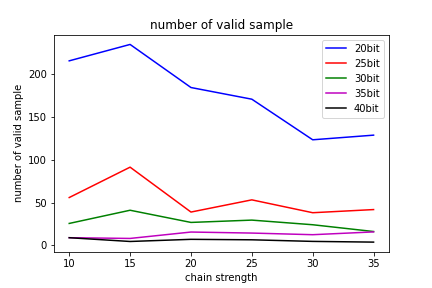 number of valid sample
number of valid sample
200
150
100
50
0
20bit
25bit
30bit
35bit
40bit
10
15
20
25
30
35
chain strength